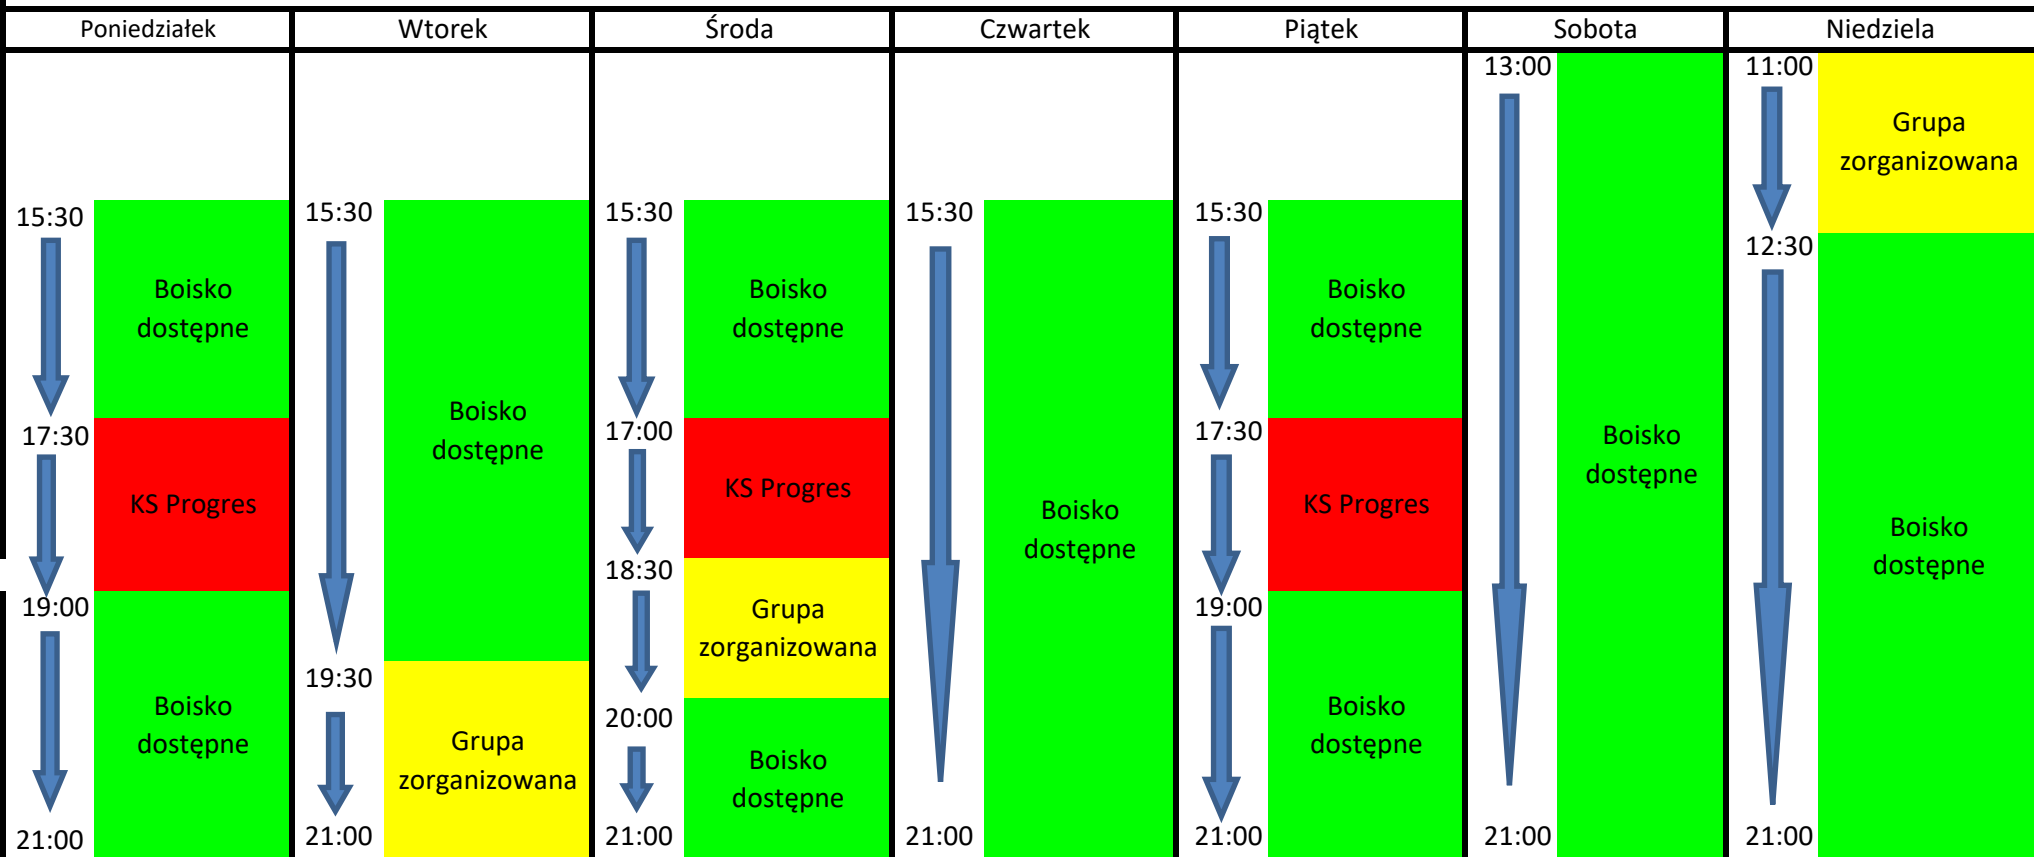 Poniedziałek
Wtorek
Środa
Czwartek
Piątek
Sobota
Niedziela
15:30
Boisko
dostępne
17:30
KS Progres
19:00
Boisko
dostępne
21:00
15:30
Boisko
dostępne
19:30
Grupa
zorganizowana
21:00
15:30
Boisko
dostępne
17:00
KS Progres
18:30
Grupa
zorganizowana
20:00
Boisko
dostępne
21:00
15:30
Boisko
dostępne
21:00
15:30
Boisko
dostępne
17:30
KS Progres
19:00
Boisko
dostępne
21:00
13:00
Boisko
dostępne
21:00
11:00
Grupa
zorganizowana
12:30
Boisko
dostępne
21:00